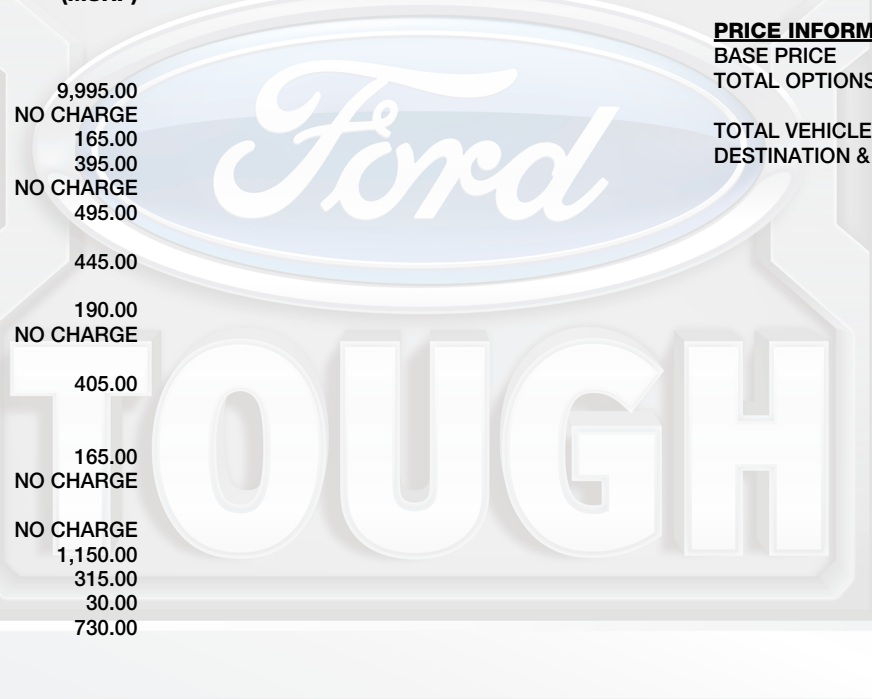 PRICE INFORM
BASE PRICE
TOTAL OPTIONS
TOTAL VEHICLE
DESTINATION &
9,995.00
NO CHARGE
165.00
395.00
NO CHARGE
495.00
445.00
190.00
NO CHARGE
405.00
165.00
NO CHARGE
NO CHARGE
1,150.00
315.00
30.00
730.00
Ford
TOUGH